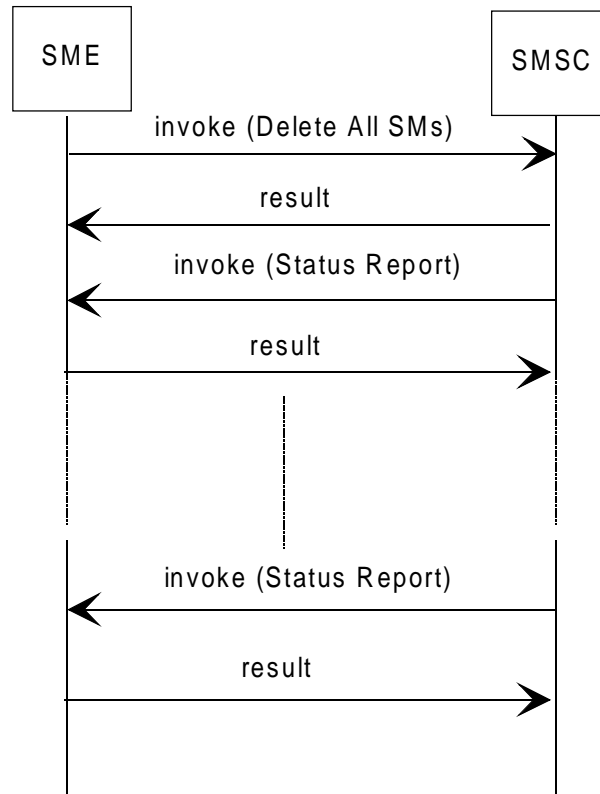 SME
SMSC
invoke (Delete All SMs)
result
invoke (Status Report)
result
invoke (Status Report)
result